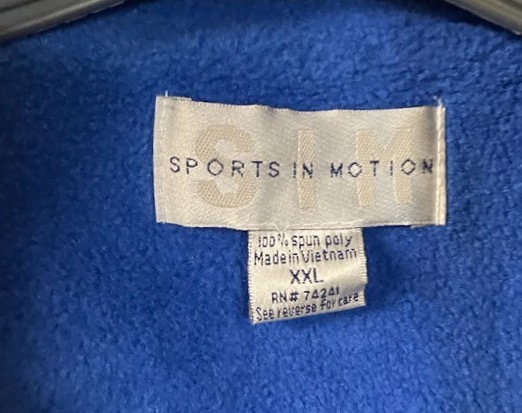 SIM
SPORTS IN MOTION
100% spun poly
Made in Vietnam
XXL
RN# 74241
See reverse for care